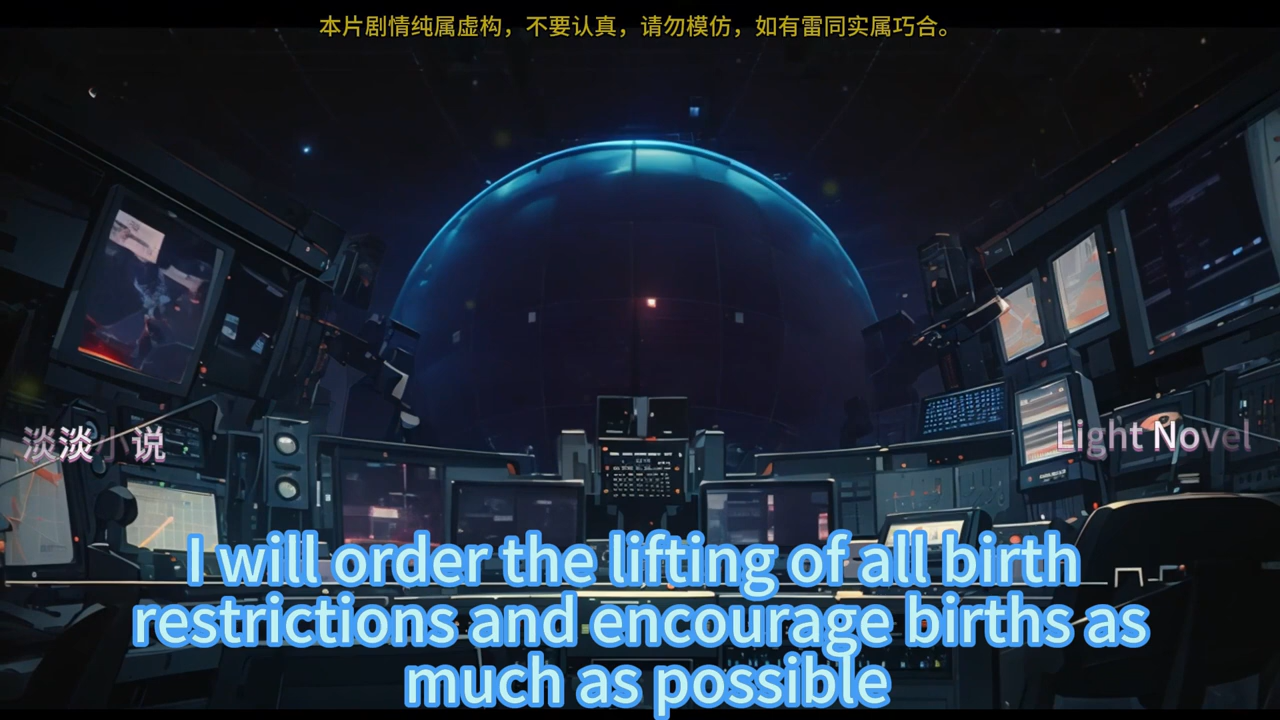 本片剧情纯属虚构，不要认真，请勿模仿，如有雷同实属巧合。
淡淡小说
Light Novel
I will order the lifting of all birth
restrictions and encourage births as
much as possible